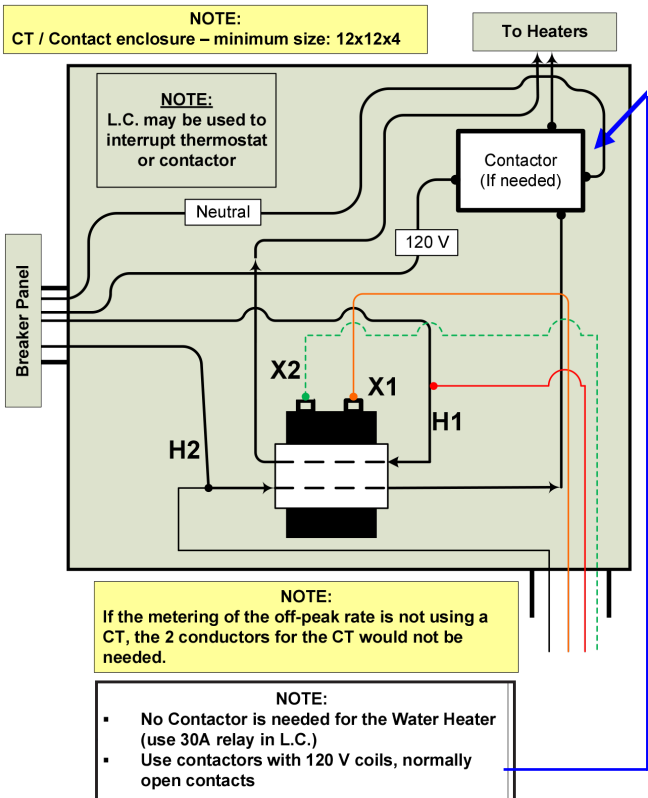 NOTE:
CT / Contact enclosure – minimum size: 12x12x4
To Heaters
NOTE:
L.C. may be used to
interrupt thermostat
or contactor
Contactor
(If needed)
Neutral
120 V
Breaker Panel
X2
X1
H1
H2
NOTE:
If the metering of the off-peak rate is not using a
CT, the 2 conductors for the CT would not be
needed.
NOTE:
▪ No Contactor is needed for the Water Heater
(use 30A relay in L.C.)
▪ Use contactors with 120 V coils, normally
open contacts